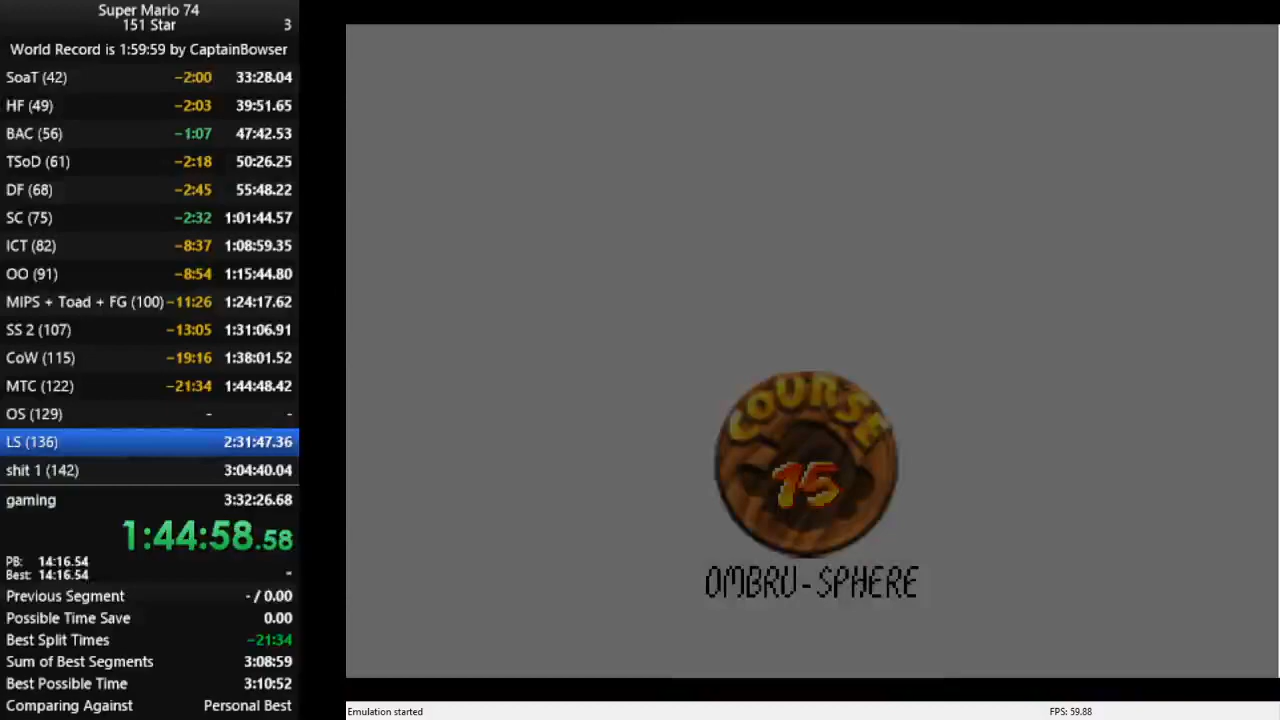 Super Mario 74
151 Star 3
World Record is 1:59:59 by CaptainBowser
SoaT (42) -2:00 33:28.04
HF (49) -2:03 39:51.65
BAC (56) -1:07 47:42.53
TSoD (61) -2:18 50:26.25
DF (68) -2:45 55:48.22
SC (75) -2:32 1:01:44.57
ICT (82) -8:37 1:08:59.35
OO (91) -8:54 1:15:44.80
MIPS + Toad + FG (100) -11:26 1:24:17.62
SS 2 (107) -13:05 1:31:06.91
CoW (115) -19:16 1:38:01.52
MTC (122) -21:34 1:44:48.42
OS (129) - -
LS (136) 2:31:47.36
shit 1 (142) 3:04:40.04
gaming 3:32:26.68
1:44:58.58
PB: 14:16.54
Best: 14:16.54 -
Previous Segment - / 0.00
Possible Time Save 0.00
Best Split Times -21:34
Sum of Best Segments 3:08:59
Best Possible Time 3:10:52
Comparing Against Personal Best
COURSE
15
OMBRU-SPHERE
Emulation started FPS: 59.88